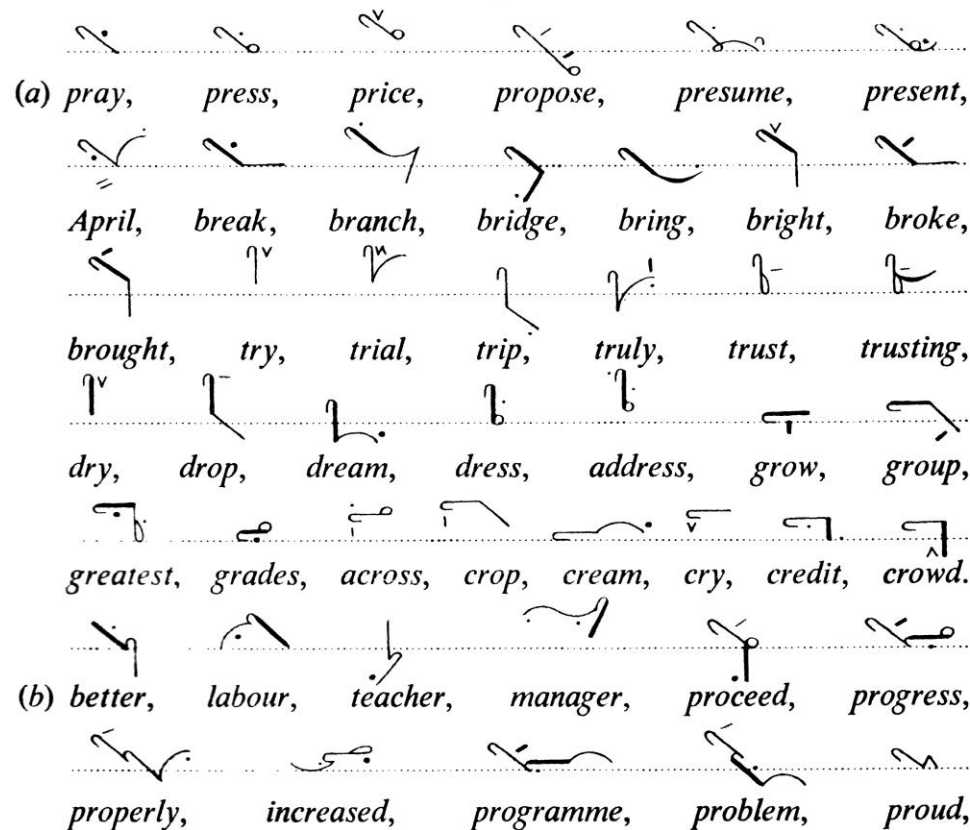 (a) pray, press, price, propose, presume, present,
April, break, branch, bridge, bring, bright, broke,
brought, try, trial, trip, truly, trust, trusting,
dry, drop, dream, dress, address, grow, group,
greatest, grades, across, crop, cream, cry, credit, crowd.
(b) better, labour, teacher, manager, proceed, progress,
properly, increased, programme, problem, proud,